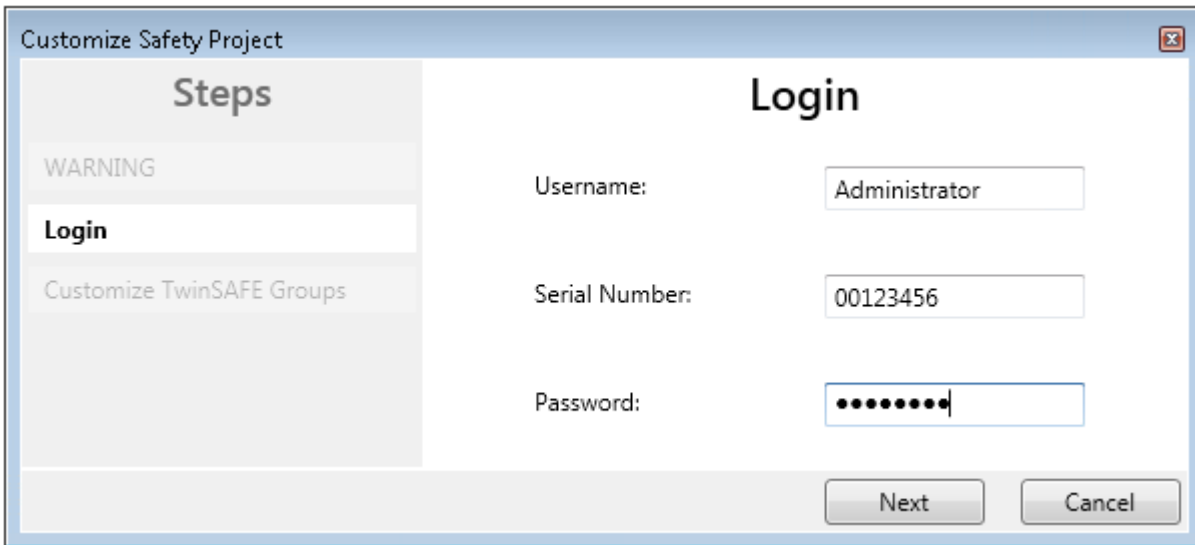 Customize Safety Project
Steps
WARNING
Login
Customize TwinSAFE Groups
Login
Username:
Administrator
Serial Number:
00123456
Password:
••••••••
Next
Cancel